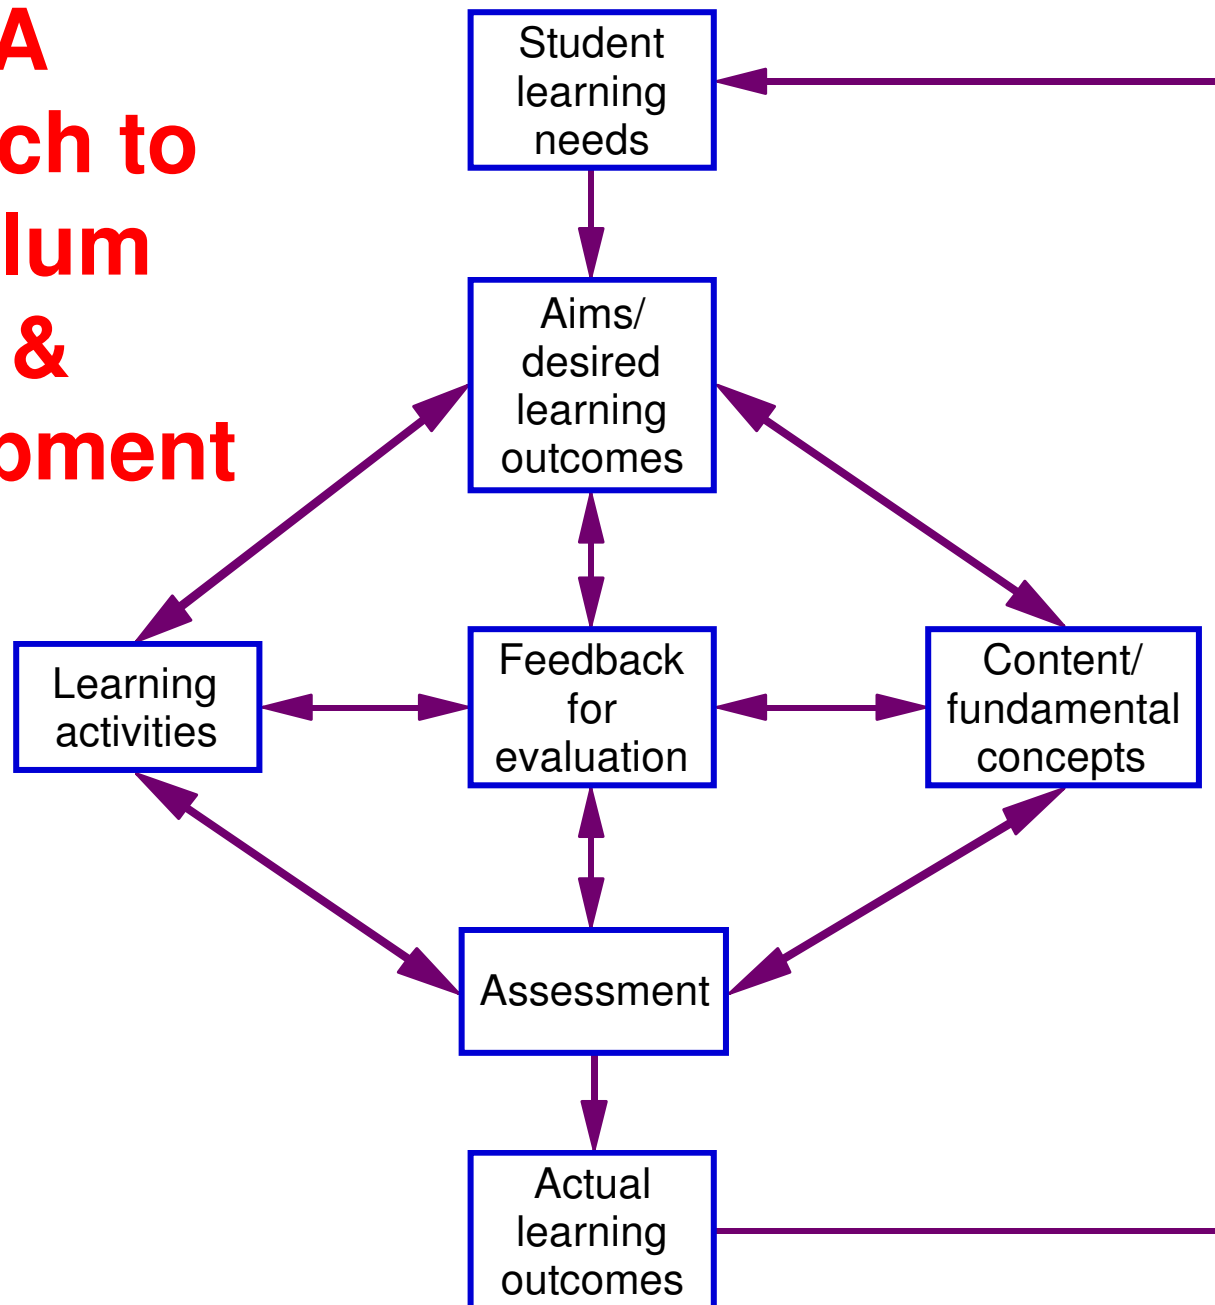 A
ch to
lum
&
pment
Student
learning
needs
Aims/
desired
learning
outcomes
Learning
activities
Feedback
for
evaluation
Content/
fundamental
concepts
Assessment
Actual
learning
outcomes